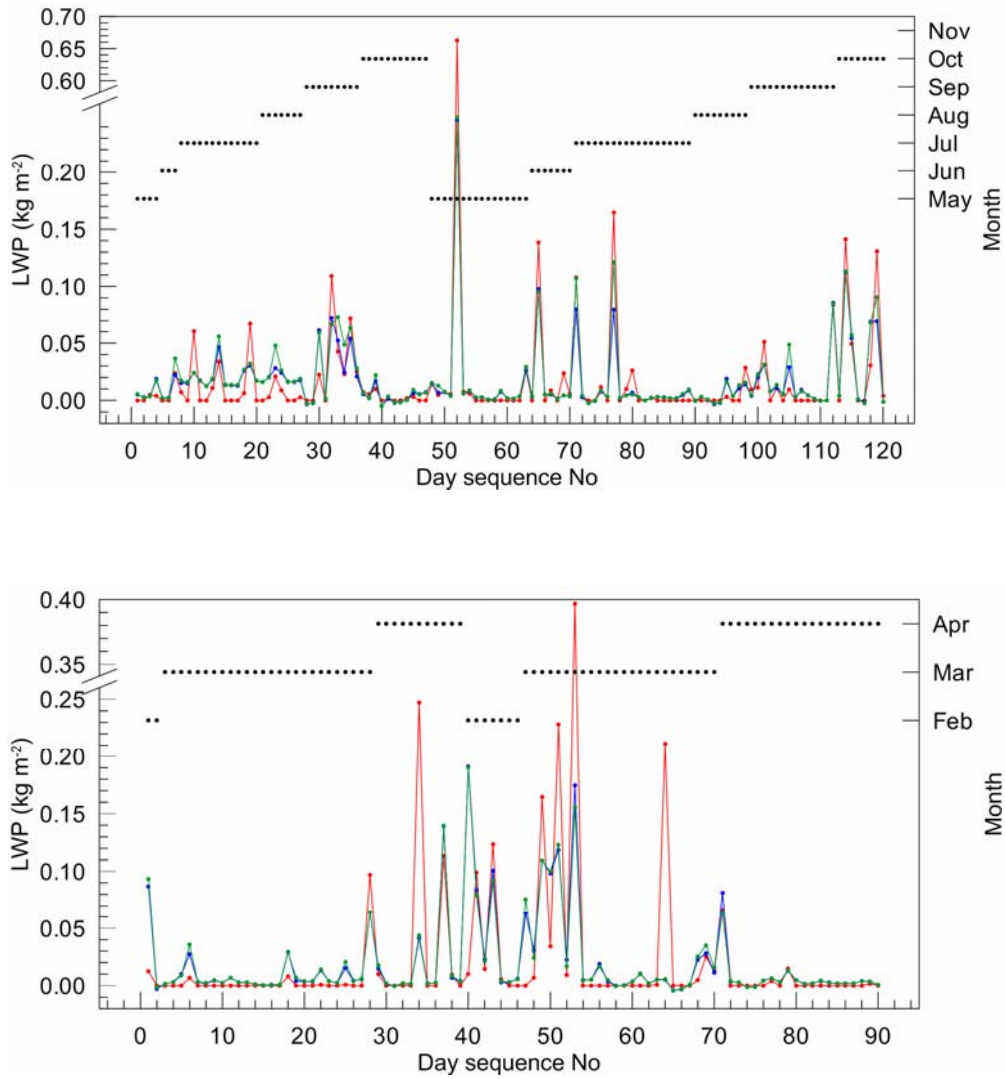 0.70
0.65
0.60
0.20
0.15
0.10
0.05
0.00
LWP (kg m-2)
Nov
Oct
Sep
Aug
Jul
Jun
May
Month
0 10 20 30 40 50 60 70 80 90 100 110 120
Day sequence No
0.40
0.35
0.25
0.20
0.15
0.10
0.05
0.00
LWP (kg m-2)
Apr
Mar
Feb
Month
0 10 20 30 40 50 60 70 80 90
Day sequence No